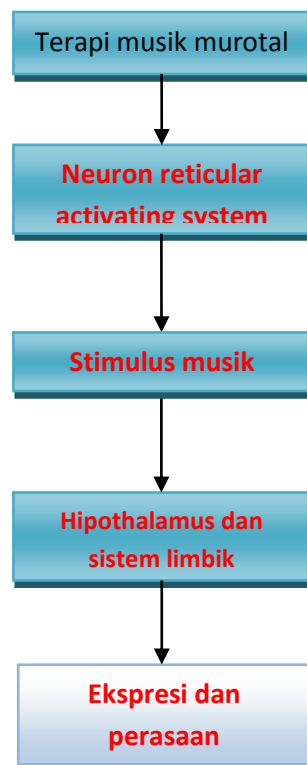 Terapi musik murotal
Neuron reticular
activating system
Stimulus musik
Hipothalamus dan
sistem limbik
Ekspresi dan
perasaan